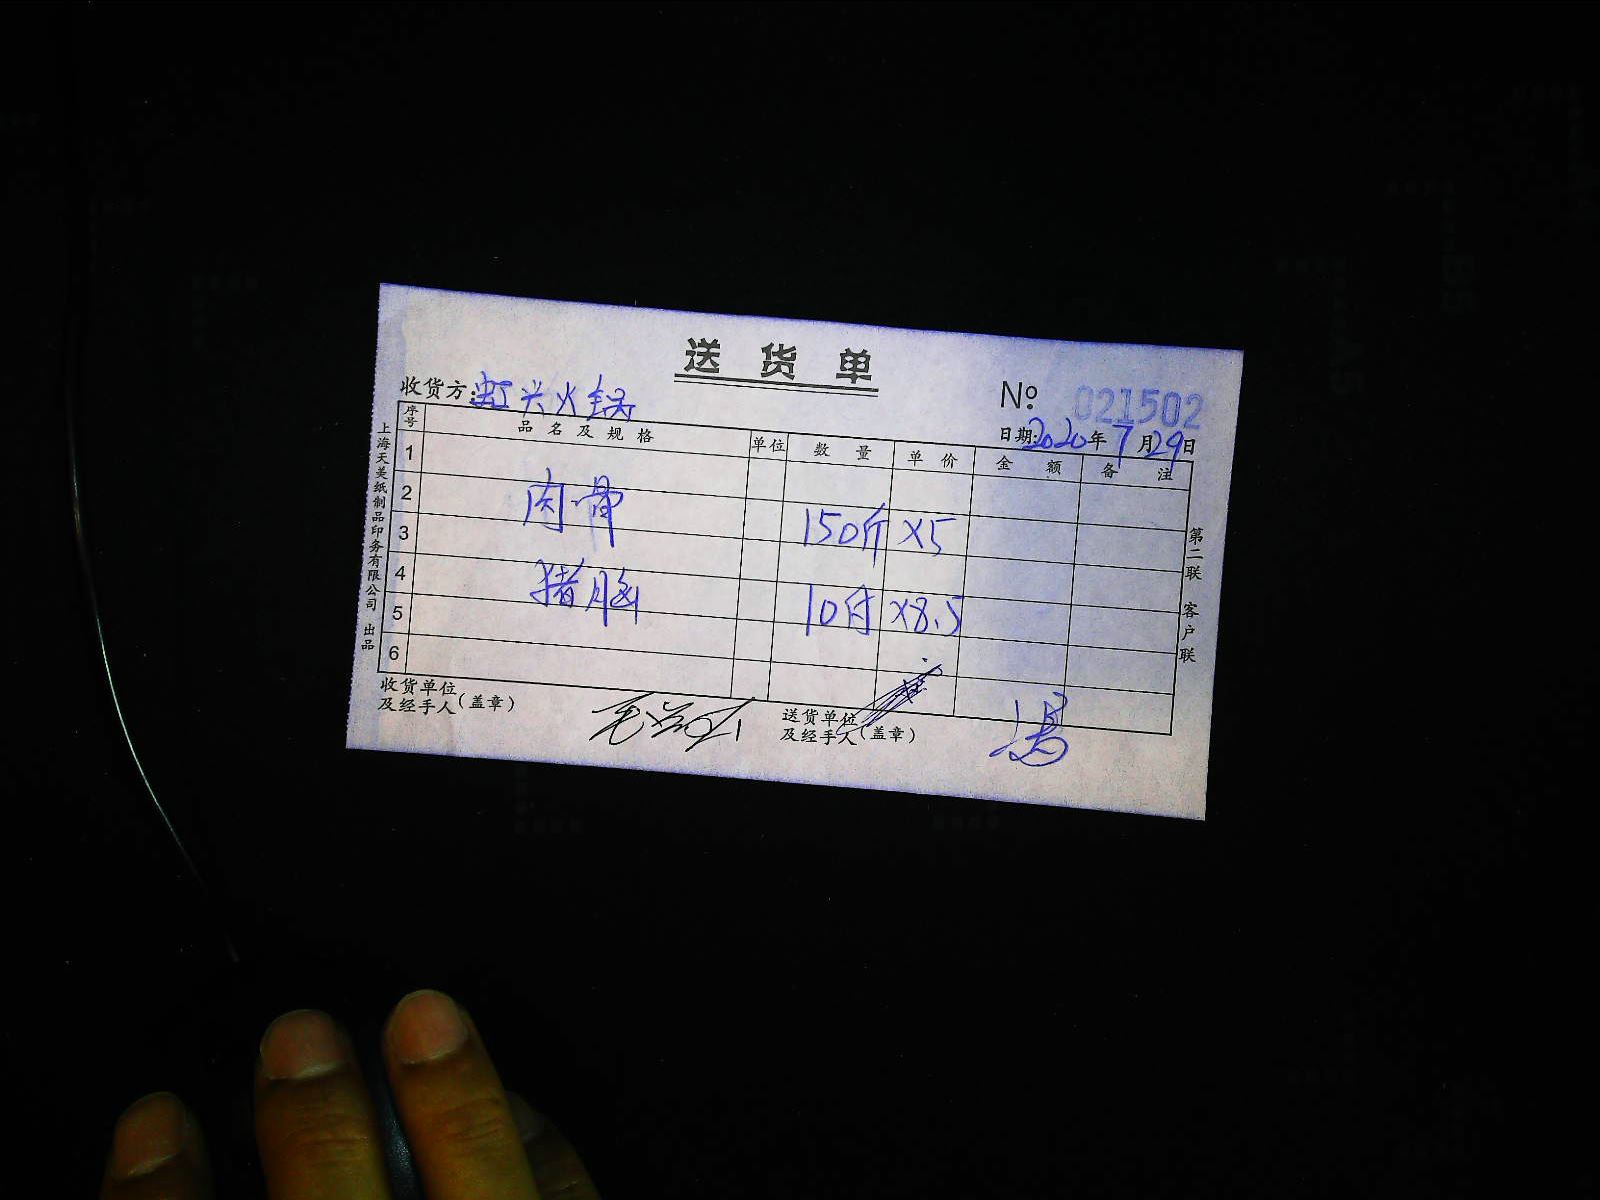 送货单
收货方:虹兴火锅
No 021502
日期:2020年7月29日
序号 品名及规格 单位 数量 单价 金额 备注
1
2 肉骨 150斤 ×5
3
4 猪脑 10付 ×8.5
5
6
收货单位及经手人(盖章)
送货单位及经手人(盖章) 冯
上海天美纸制品印务有限公司 出品
第二联 客户联